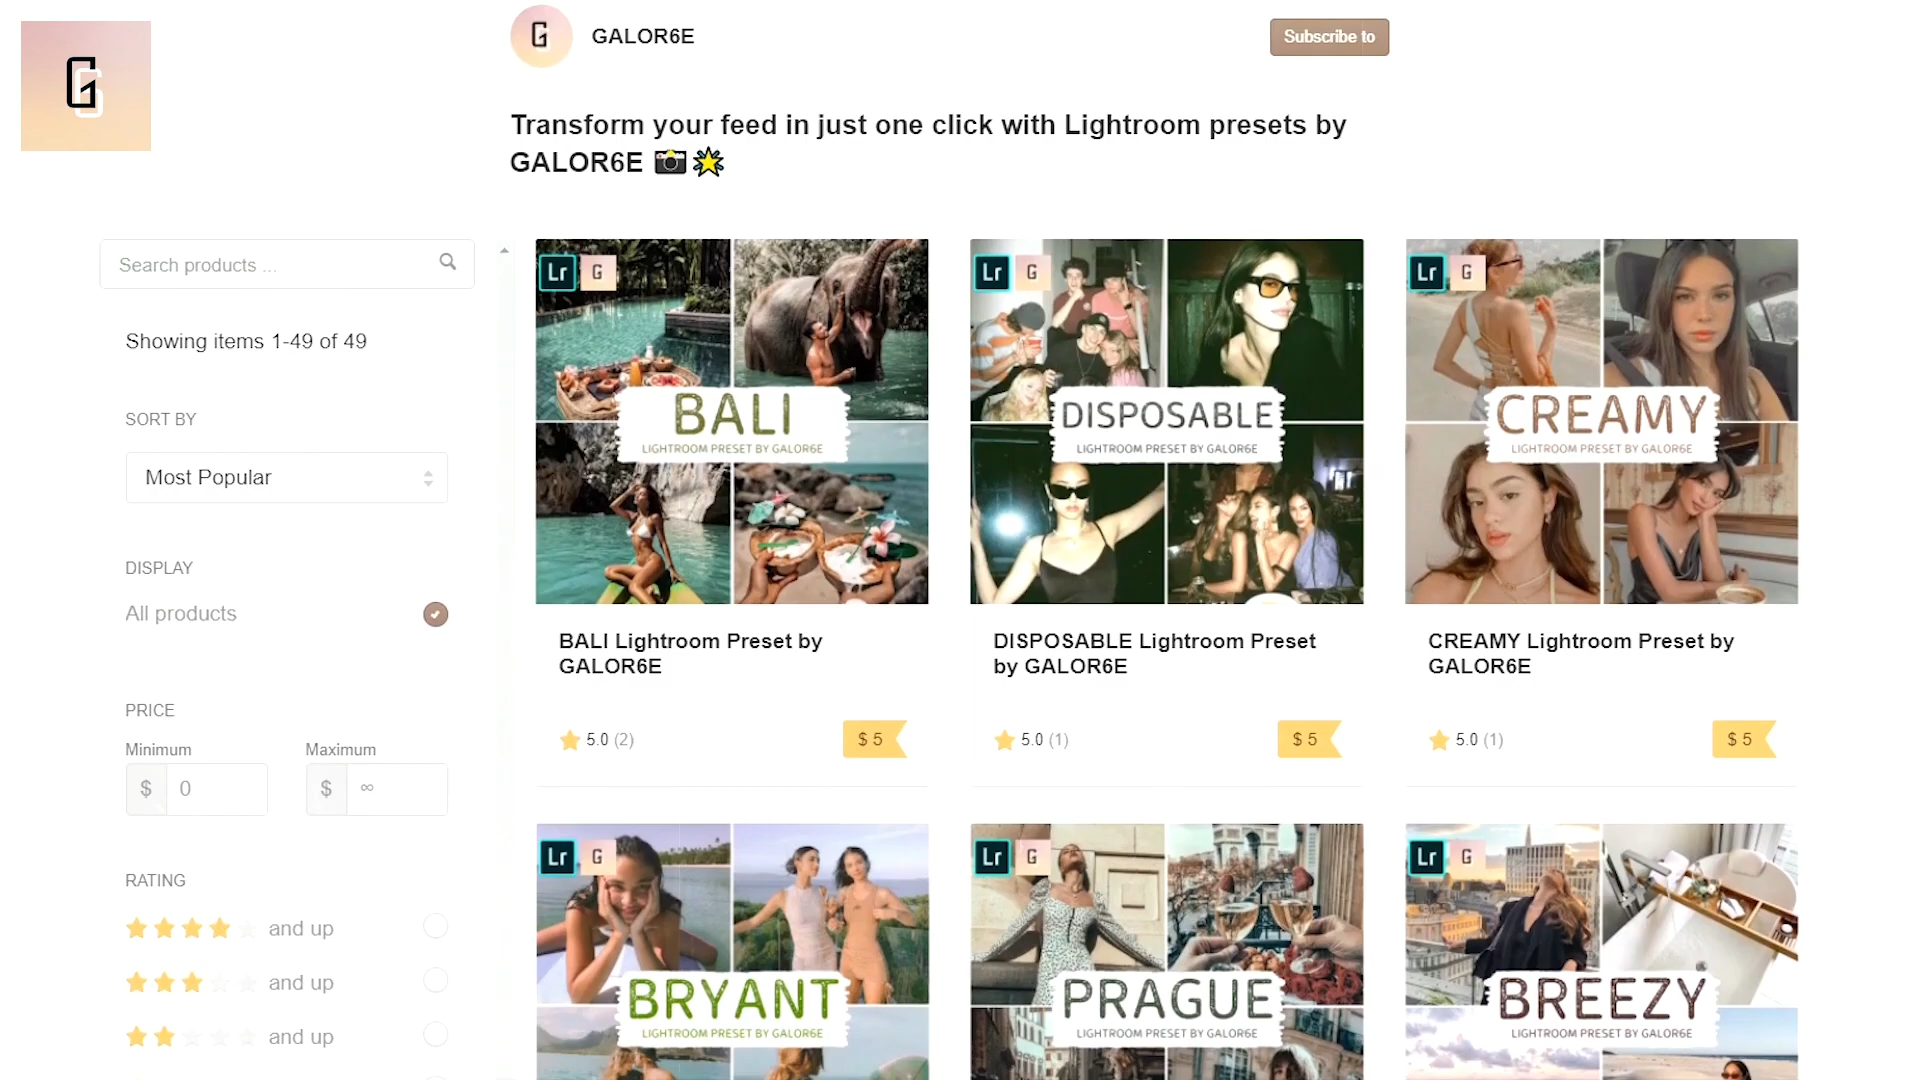 G
G
GALOR6E
Subscribe to
Transform your feed in just one click with Lightroom presets by
GALOR6E
Search products ...
Showing items 1-49 of 49
SORT BY
Most Popular
DISPLAY
All products
PRICE
Minimum
Maximum
$ 0
$ ∞
RATING
and up
and up
and up
Lr G
BALI
LIGHTROOM PRESET BY GALOR6E
BALI Lightroom Preset by
GALOR6E
5.0 (2)
$ 5
Lr G
DISPOSABLE
LIGHTROOM PRESET BY GALOR6E
DISPOSABLE Lightroom Preset
by GALOR6E
5.0 (1)
$ 5
Lr G
CREAMY
LIGHTROOM PRESET BY GALOR6E
CREAMY Lightroom Preset by
GALOR6E
5.0 (1)
$ 5
Lr G
BRYANT
LIGHTROOM PRESET BY GALOR6E
Lr G
PRAGUE
LIGHTROOM PRESET BY GALOR6E
Lr G
BREEZY
LIGHTROOM PRESET BY GALOR6E